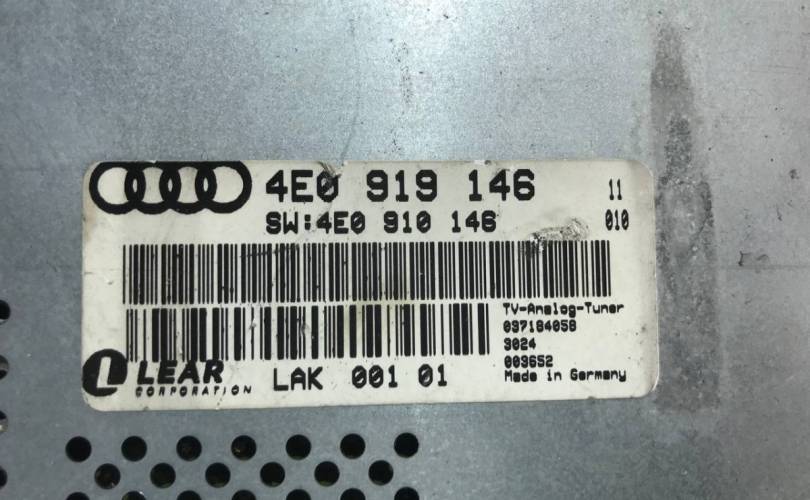 4E0 919 146 11
SW:4E0 910 146 010
TV-Analog-Tuner
097184058
3024
003652
Made in Germany
LEAR
CORPORATION
LAK 001 01